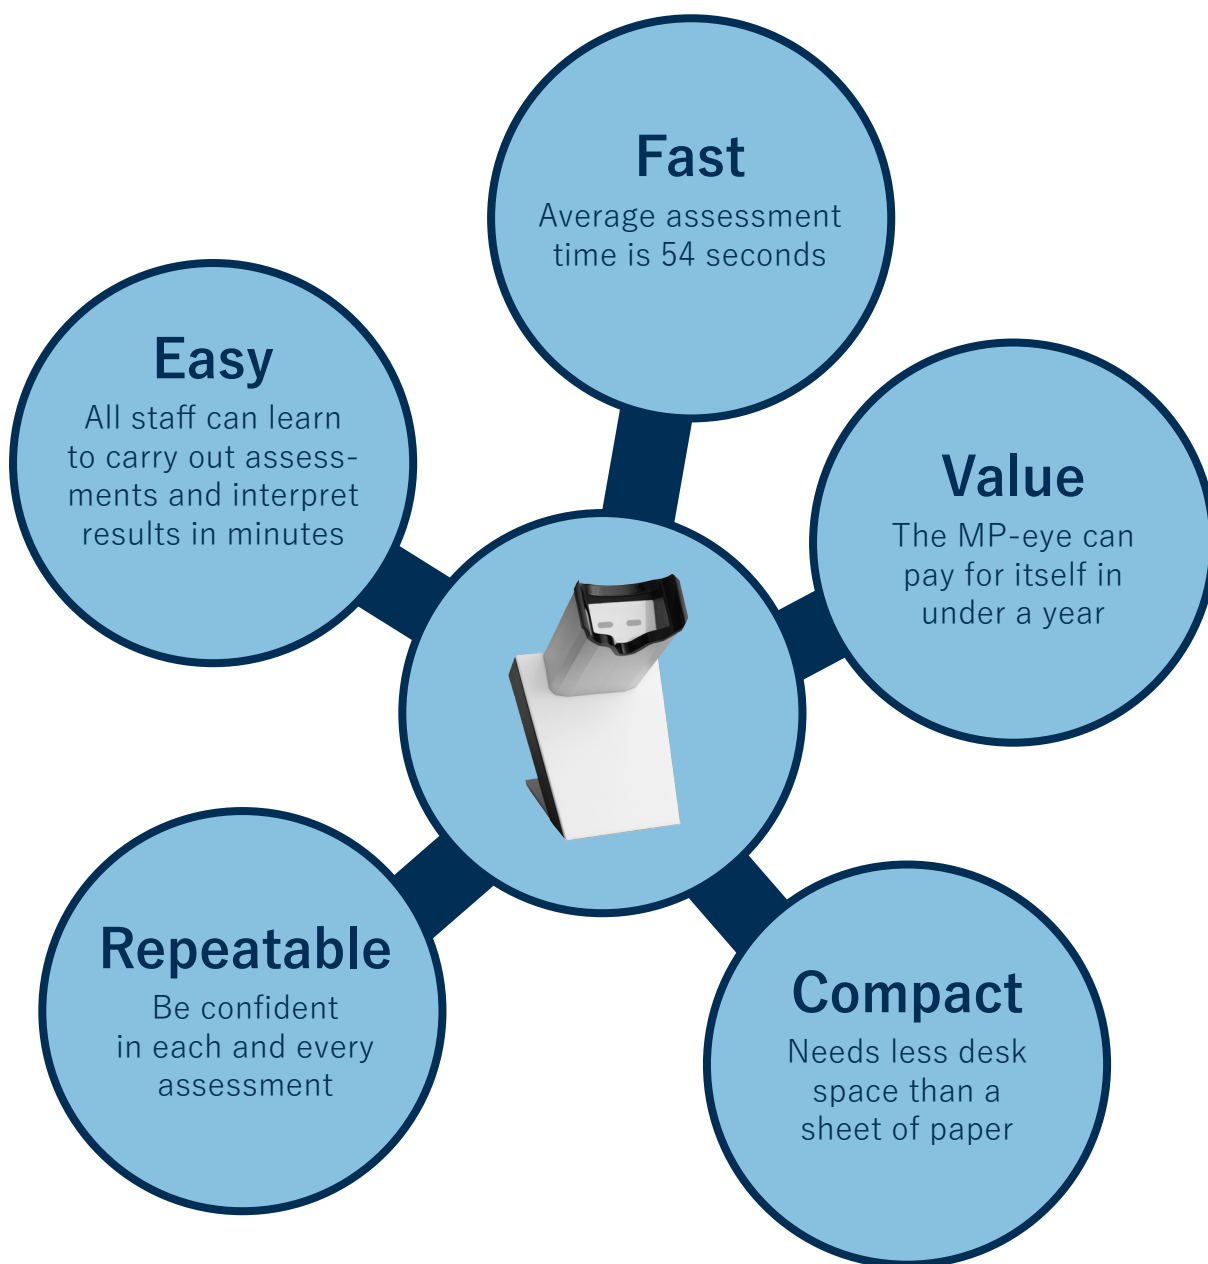 Fast
Average assessment
time is 54 seconds
Easy
All staff can learn
to carry out assess-
ments and interpret
results in minutes
Value
The MP-eye can
pay for itself in
under a year
Repeatable
Be confident
in each and every
assessment
Compact
Needs less desk
space than a
sheet of paper